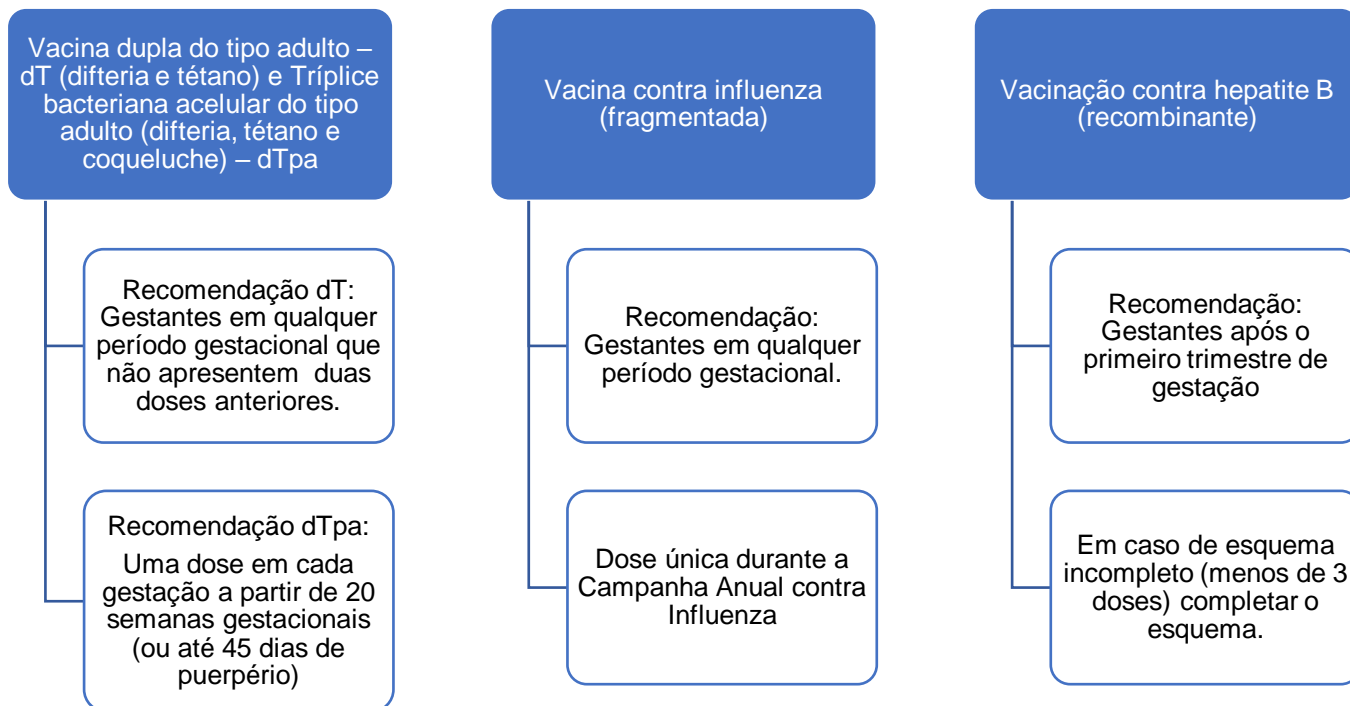 Vacina dupla do tipo adulto –
dT (difteria e tétano) e Tríplice
bacteriana acelular do tipo
adulto (difteria, tétano e
coqueluche) – dTpa
Recomendação dT:
Gestantes em qualquer
período gestacional que
não apresentem  duas
doses anteriores.
Recomendação dTpa:
Uma dose em cada
gestação a partir de 20
semanas gestacionais
(ou até 45 dias de
puerpério)
Vacina contra influenza
(fragmentada)
Recomendação:
Gestantes em qualquer
período gestacional.
Dose única durante a
Campanha Anual contra
Influenza
Vacinação contra hepatite B
(recombinante)
Recomendação:
Gestantes após o
primeiro trimestre de
gestação
Em caso de esquema
incompleto (menos de 3
doses) completar o
esquema.